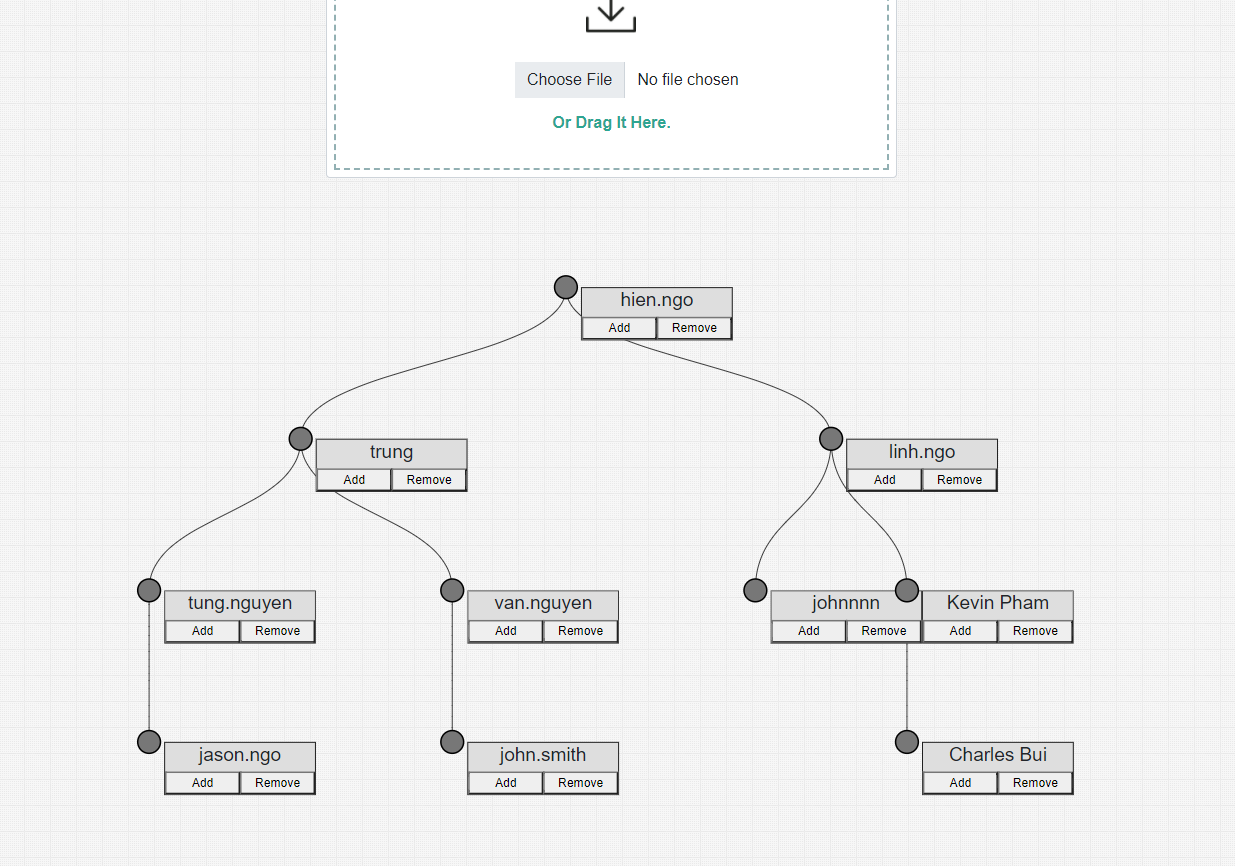 Choose File No file chosen
Or Drag It Here.
hien.ngo
Add Remove
trung
Add Remove
linh.ngo
Add Remove
tung.nguyen
Add Remove
van.nguyen
Add Remove
johnnnn
Add Remove
Kevin Pham
Add Remove
jason.ngo
Add Remove
john.smith
Add Remove
Charles Bui
Add Remove